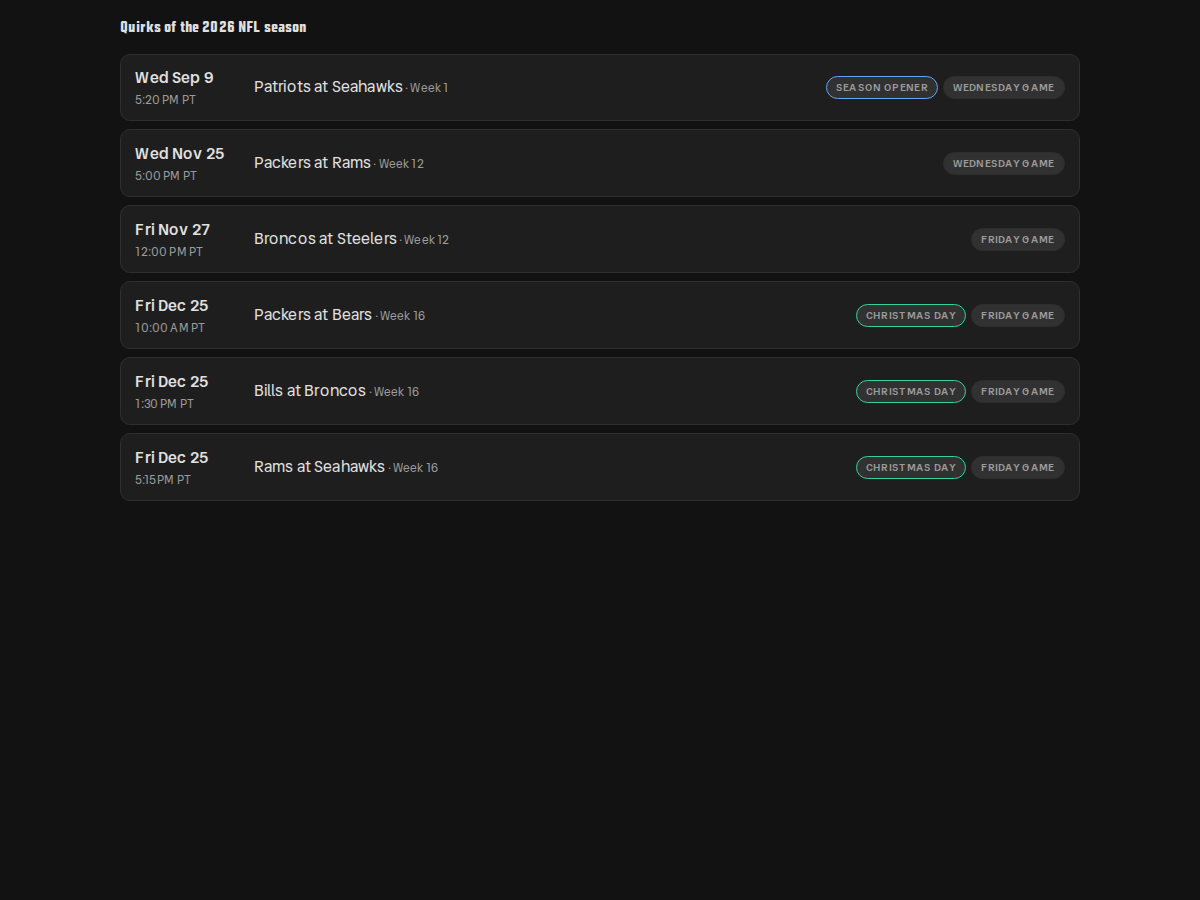 Quirks of the 2026 NFL season
Wed Sep 9
5:20 PM PT
Patriots at Seahawks · Week 1
SEASON OPENER
WEDNESDAY GAME
Wed Nov 25
5:00 PM PT
Packers at Rams · Week 12
WEDNESDAY GAME
Fri Nov 27
12:00 PM PT
Broncos at Steelers · Week 12
FRIDAY GAME
Fri Dec 25
10:00 AM PT
Packers at Bears · Week 16
CHRISTMAS DAY
FRIDAY GAME
Fri Dec 25
1:30 PM PT
Bills at Broncos · Week 16
CHRISTMAS DAY
FRIDAY GAME
Fri Dec 25
5:15 PM PT
Rams at Seahawks · Week 16
CHRISTMAS DAY
FRIDAY GAME